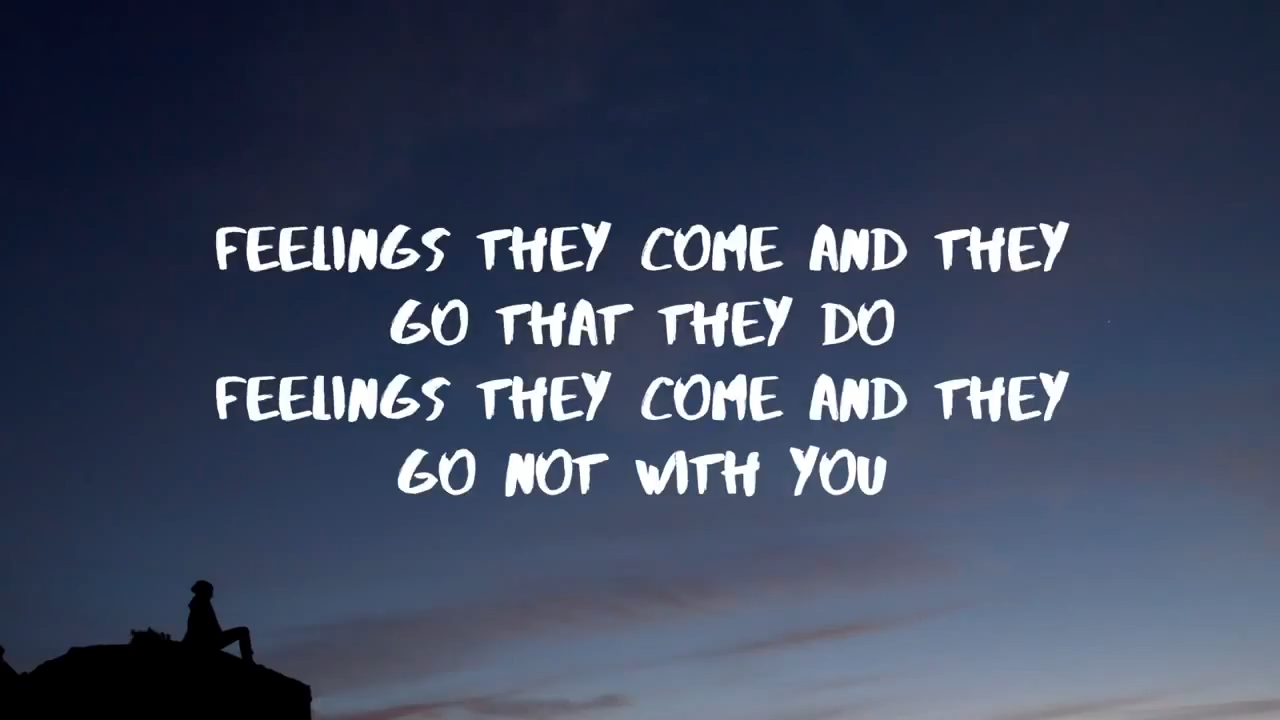 FEELINGS THEY COME AND THEY
GO THAT THEY DO
FEELINGS THEY COME AND THEY
GO NOT WITH YOU